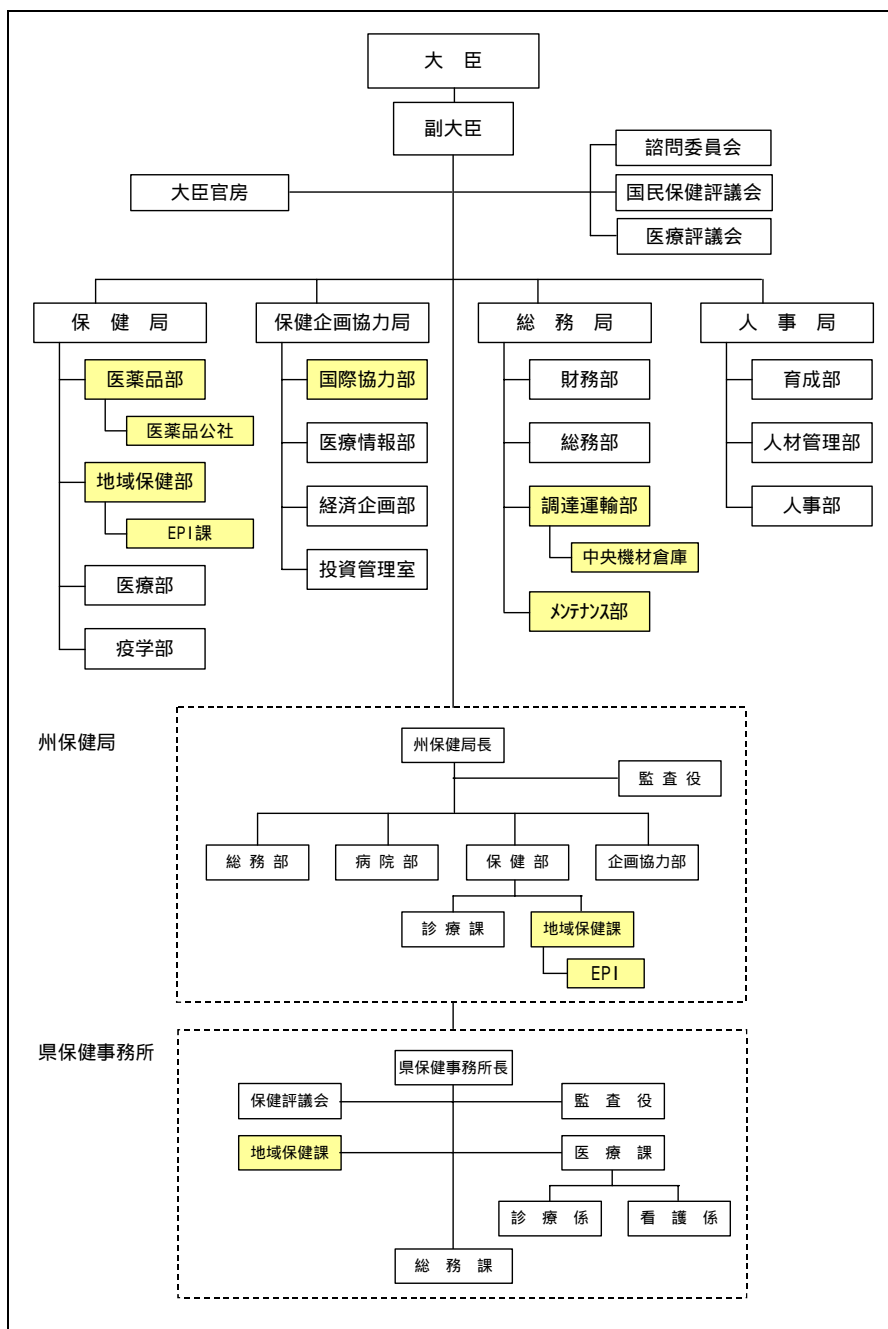 大　臣
副大臣
諮問委員会
大臣官房
国民保健評議会
医療評議会
保　健　局
保健企画協力局
総　務　局
人　事　局
医薬品部
国際協力部
財務部
育成部
医薬品公社
医療情報部
総務部
人材管理部
地域保健部
経済企画部
調達運輸部
人事部
EPI課
中央機材倉庫
医療部
投資管理室
メンテナンス部
疫学部
州保健局
州保健局長
監　査　役
総　務　部
病　院　部
保　健　部
企画協力部
診　療　課
地域保健課
EPI
県保健事務所
県保健事務所長
保健評議会
監　査　役
地域保健課
医　療　課
診　療　係
看　護　係
総　務　課